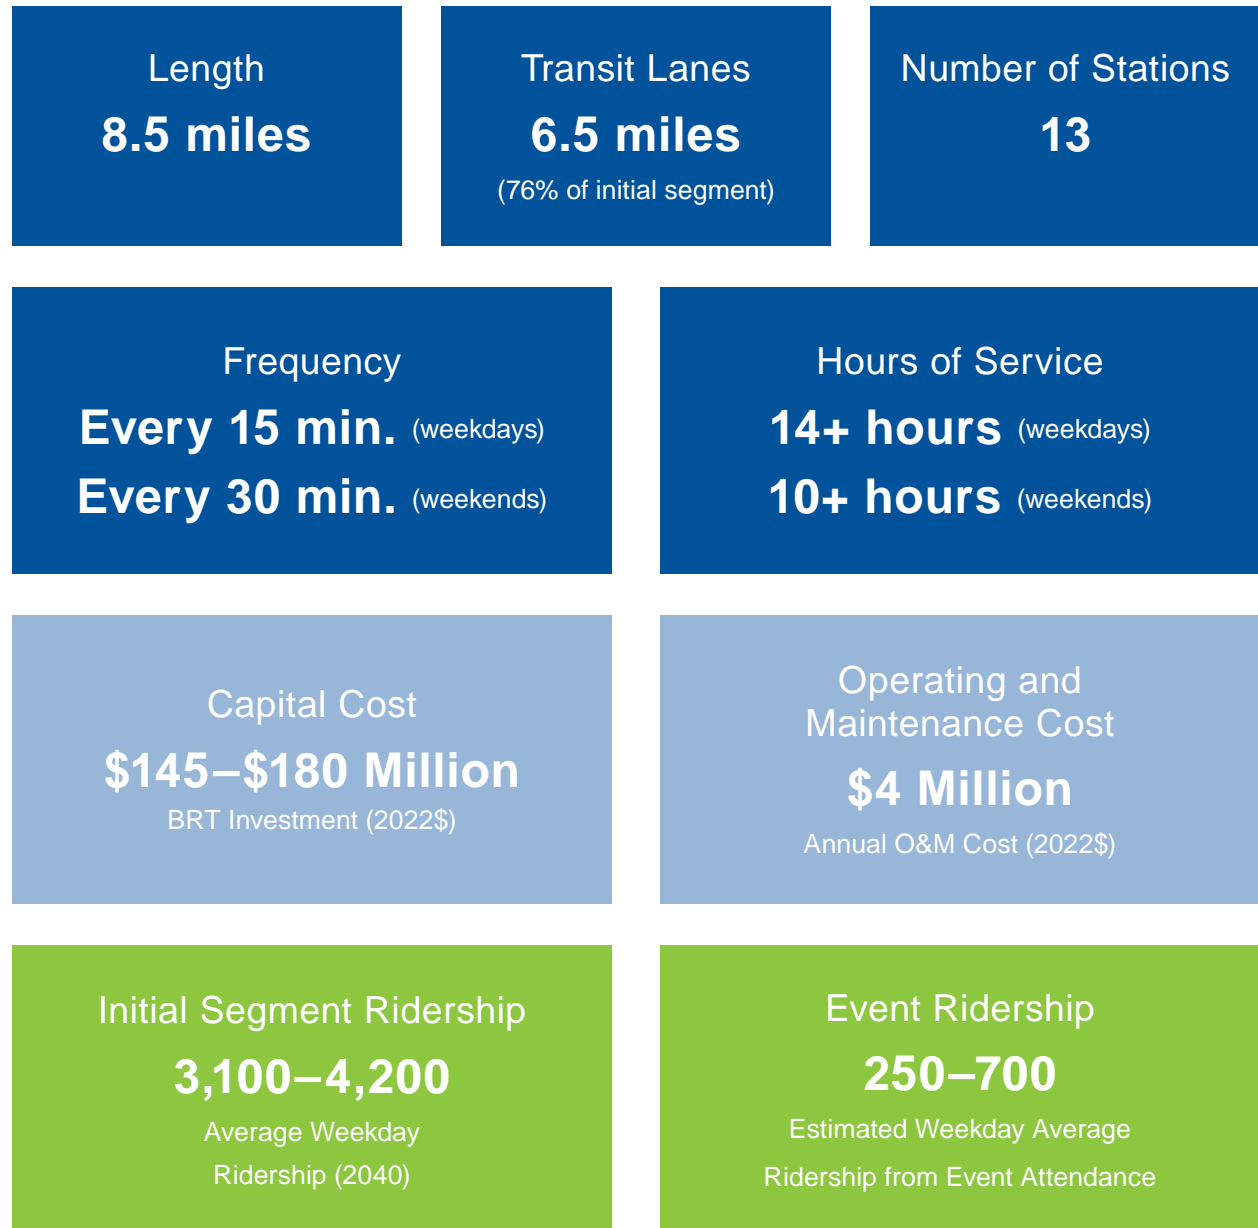 Length
8.5 miles
Transit Lanes
6.5 miles
(76% of initial segment)
Number of Stations
13
Frequency
Every 15 min. (weekdays)
Every 30 min. (weekends)
Hours of Service
14+ hours (weekdays)
10+ hours (weekends)
Capital Cost
$145–$180 Million
BRT Investment (2022$)
Operating and
Maintenance Cost
$4 Million
Annual O&M Cost (2022$)
Initial Segment Ridership
3,100–4,200
Average Weekday
Ridership (2040)
Event Ridership
250–700
Estimated Weekday Average
Ridership from Event Attendance